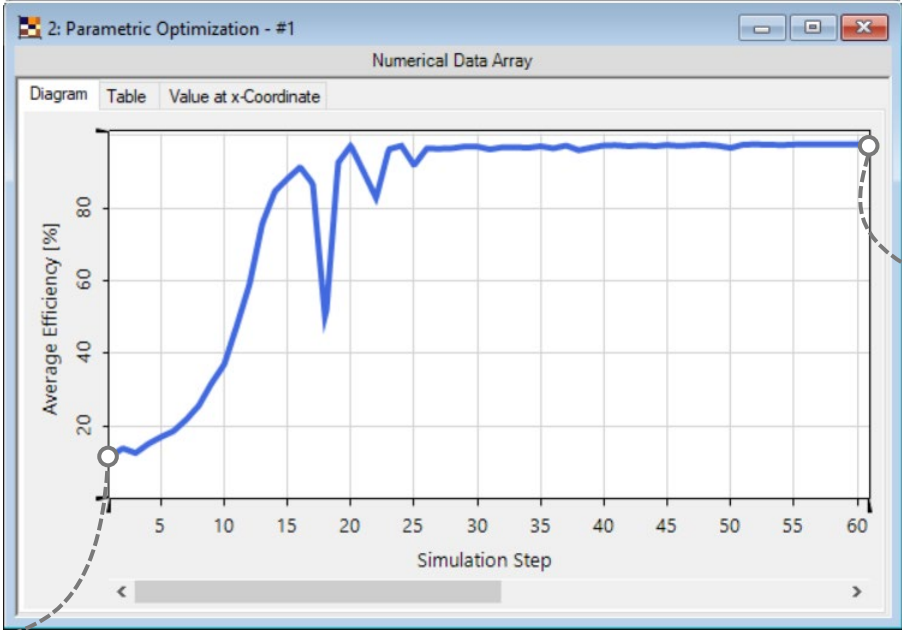 2: Parametric Optimization - #1
Numerical Data Array
Diagram Table Value at x-Coordinate
Average Efficiency [%]
80
60
40
20
5 10 15 20 25 30 35 40 45 50 55 60
Simulation Step